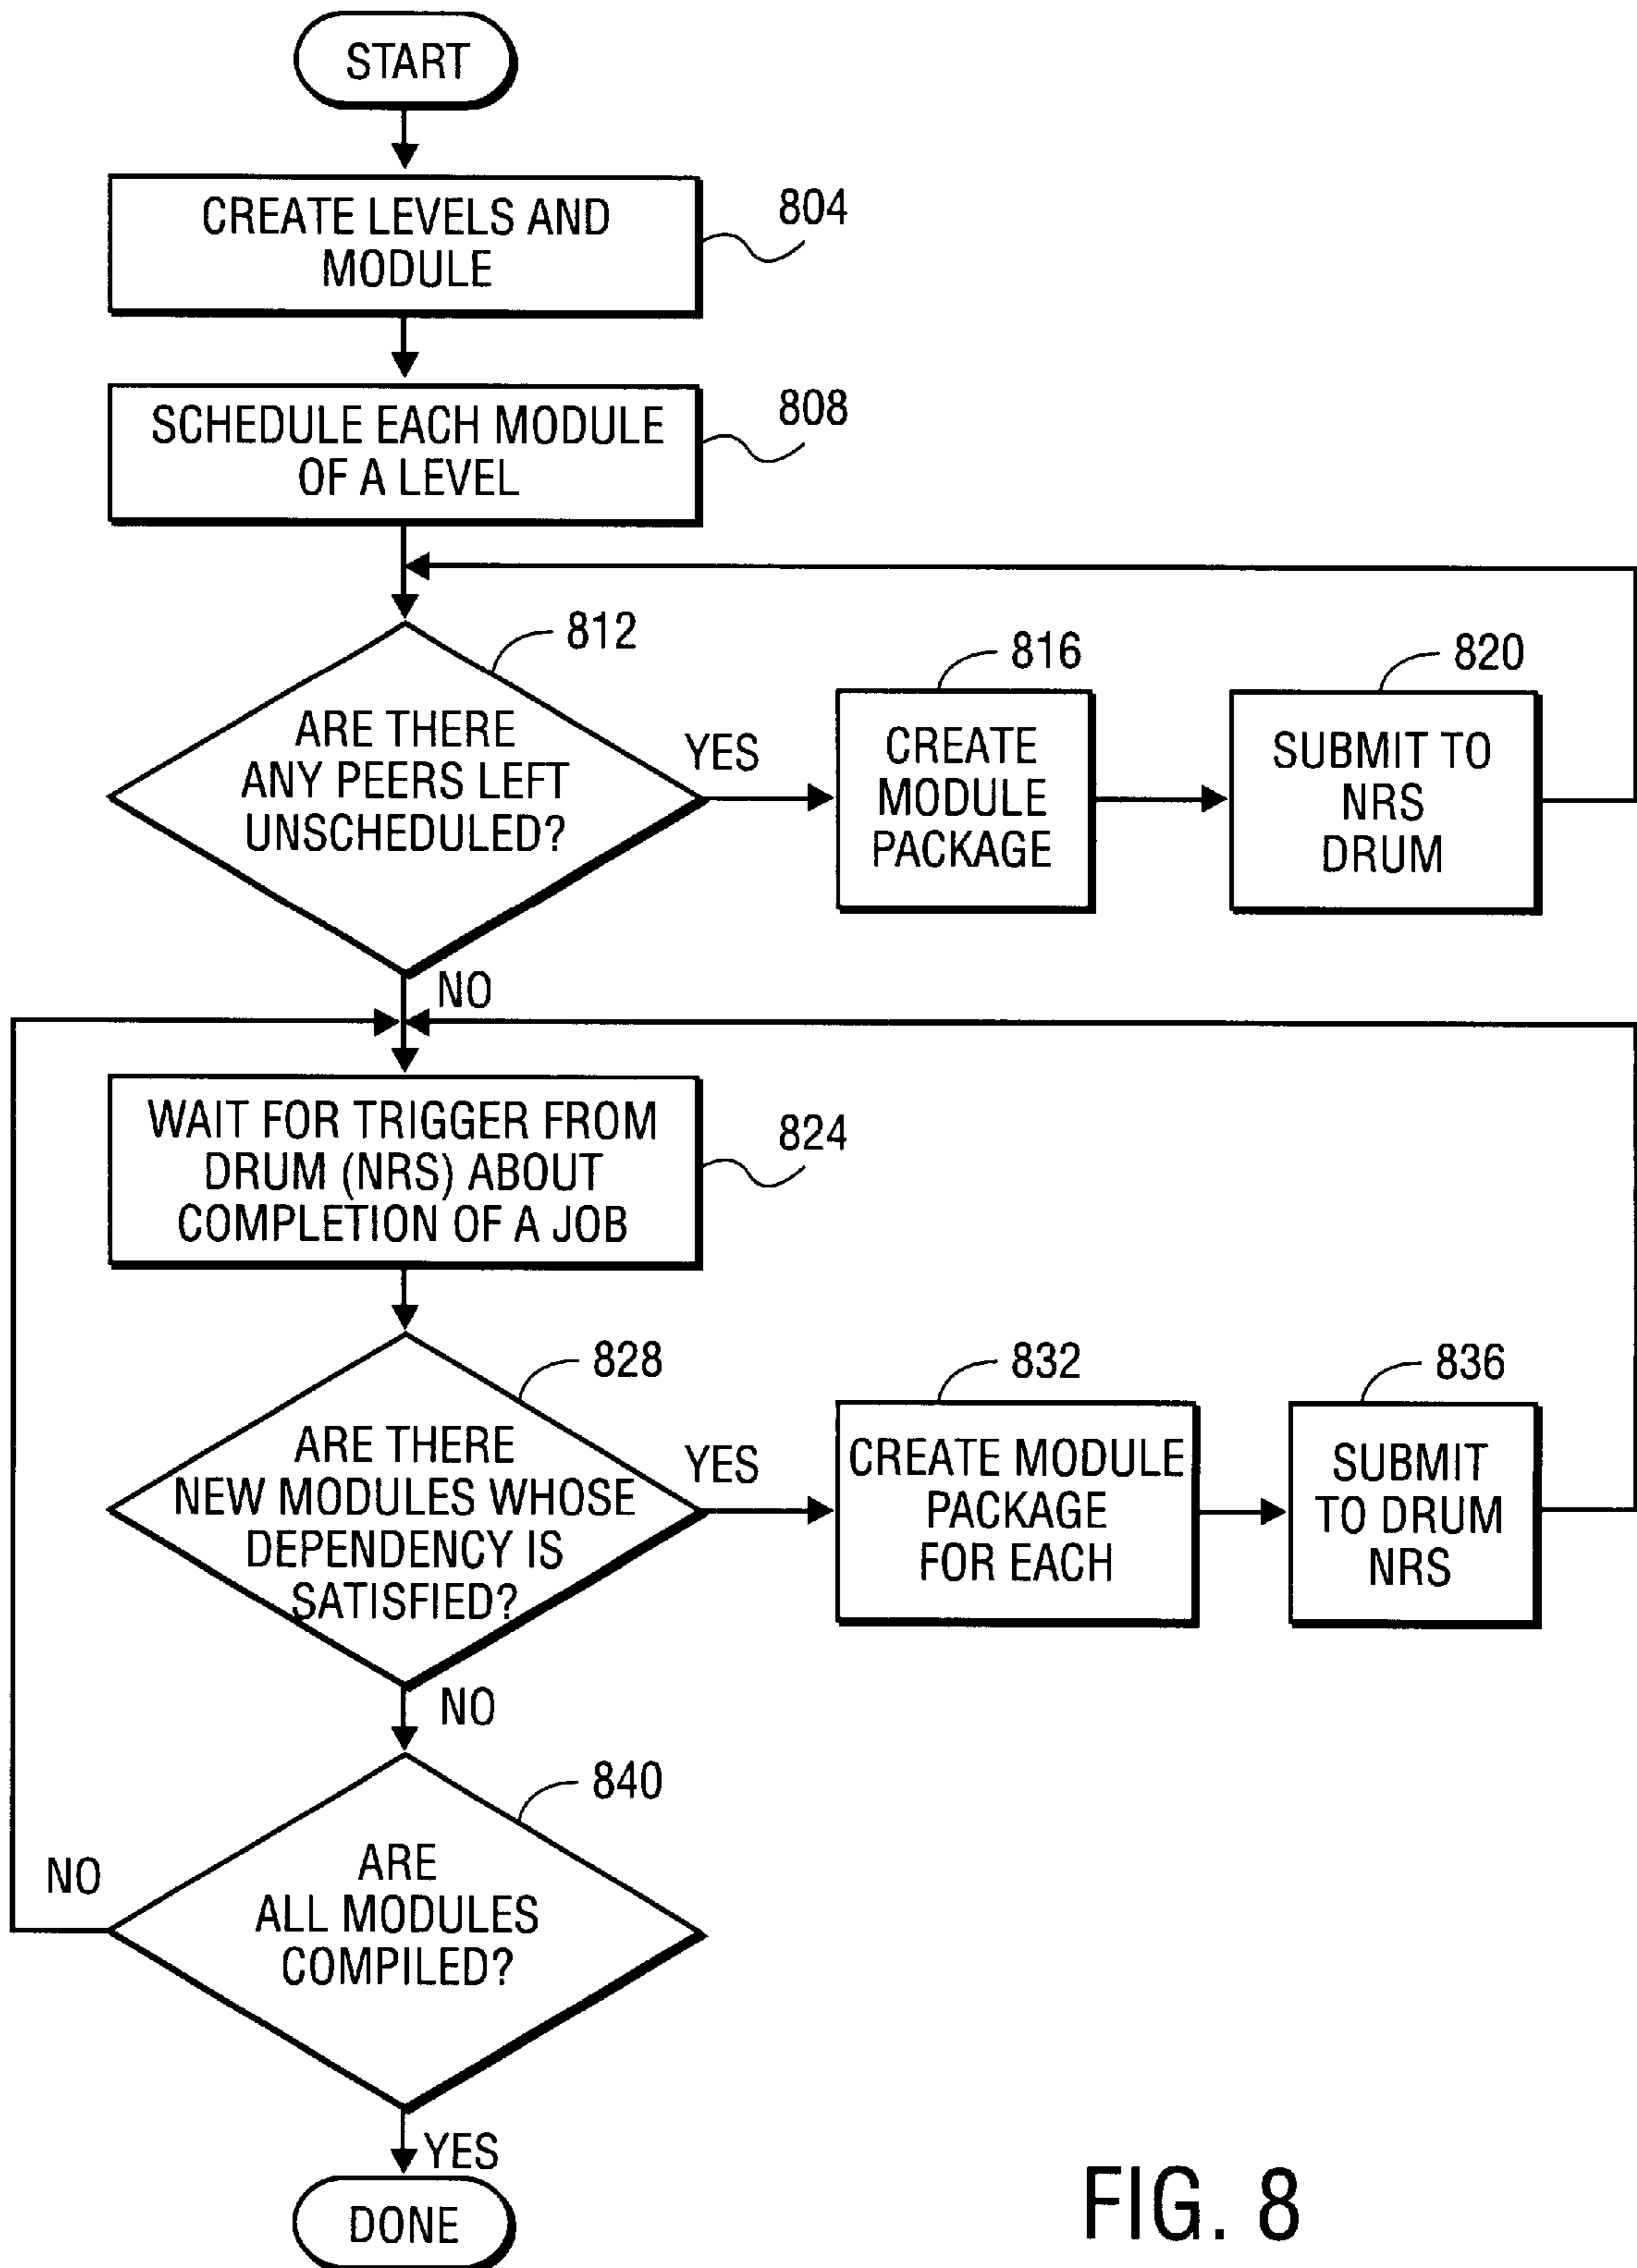 START
CREATE LEVELS AND
MODULE
804
SCHEDULE EACH MODULE
OF A LEVEL
808
812
ARE THERE
ANY PEERS LEFT
UNSCHEDULED?
YES
816
CREATE
MODULE
PACKAGE
820
SUBMIT TO
NRS
DRUM
NO
WAIT FOR TRIGGER FROM
DRUM (NRS) ABOUT
COMPLETION OF A JOB
824
828
ARE THERE
NEW MODULES WHOSE
DEPENDENCY IS
SATISFIED?
YES
832
CREATE MODULE
PACKAGE
FOR EACH
836
SUBMIT
TO DRUM
NRS
NO
840
ARE
ALL MODULES
COMPILED?
NO
YES
DONE
FIG. 8